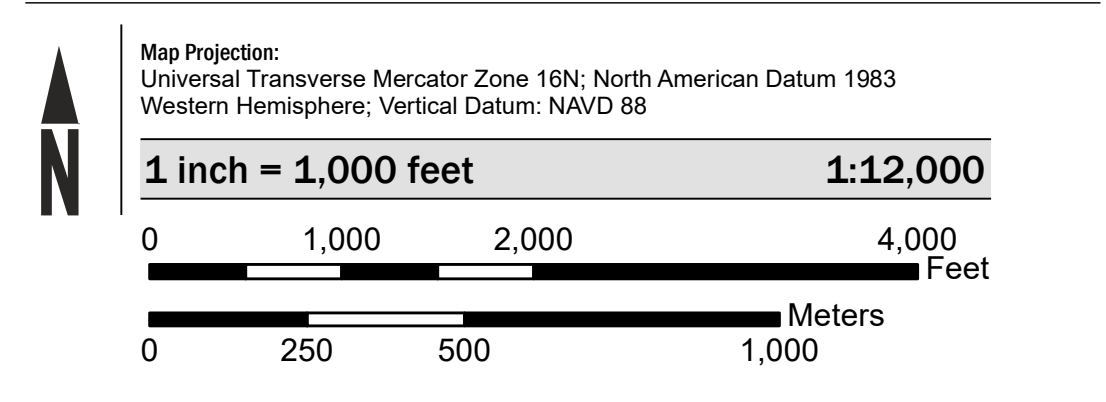 N
Map Projection:
Universal Transverse Mercator Zone 16N; North American Datum 1983
Western Hemisphere; Vertical Datum: NAVD 88
1 inch = 1,000 feet 1:12,000
0 1,000 2,000 4,000
Feet
Meters
0 250 500 1,000